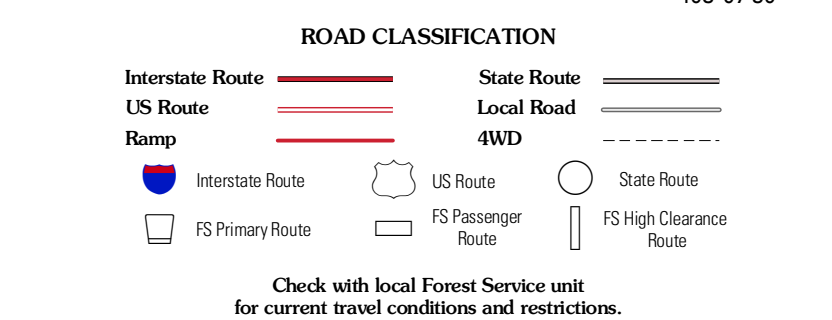 ROAD CLASSIFICATION
Interstate Route
State Route
US Route
Local Road
Ramp
4WD
Interstate Route
US Route
State Route
FS Primary Route
FS Passenger
Route
FS High Clearance
Route
Check with local Forest Service unit
for current travel conditions and restrictions.